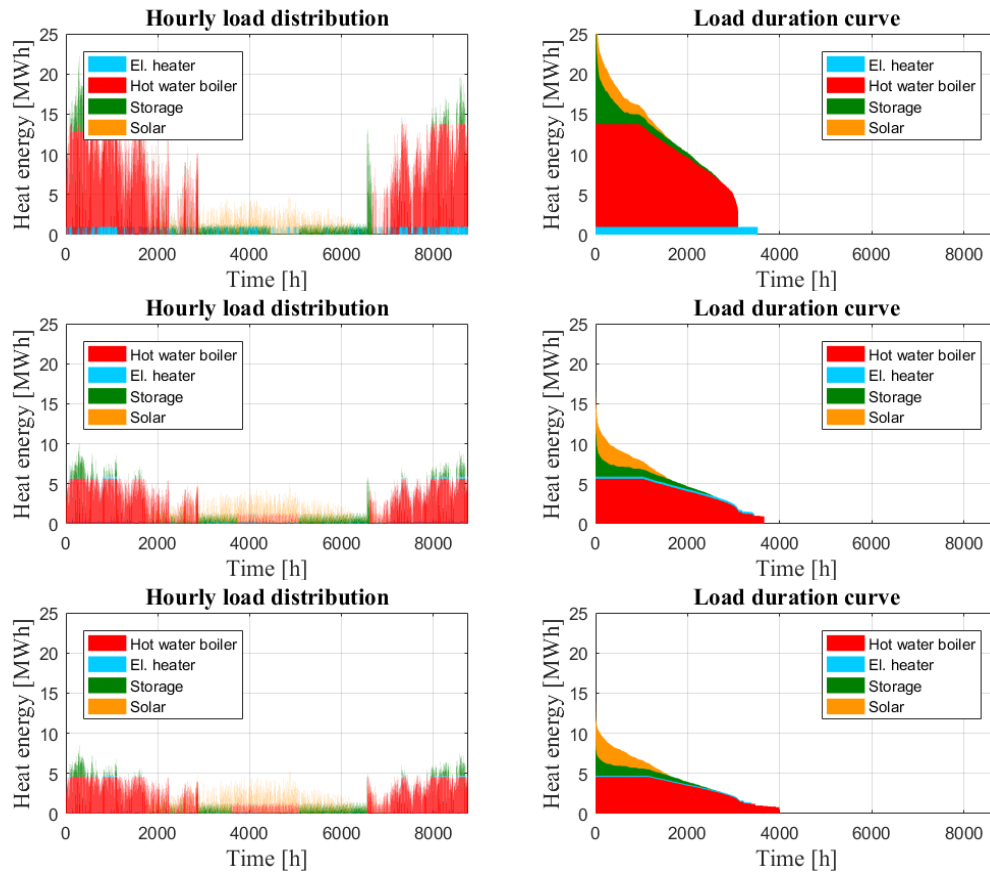 Hourly load distribution
Heat energy [MWh]
25
20
15
10
5
0
El. heater
Hot water boiler
Storage
Solar
0 2000 4000 6000 8000
Time [h]
Load duration curve
Heat energy [MWh]
25
20
15
10
5
0
El. heater
Hot water boiler
Storage
Solar
0 2000 4000 6000 8000
Time [h]
Hourly load distribution
Heat energy [MWh]
25
20
15
10
5
0
Hot water boiler
El. heater
Storage
Solar
0 2000 4000 6000 8000
Time [h]
Load duration curve
Heat energy [MWh]
25
20
15
10
5
0
Hot water boiler
El. heater
Storage
Solar
0 2000 4000 6000 8000
Time [h]
Hourly load distribution
Heat energy [MWh]
25
20
15
10
5
0
Hot water boiler
El. heater
Storage
Solar
0 2000 4000 6000 8000
Time [h]
Load duration curve
Heat energy [MWh]
25
20
15
10
5
0
Hot water boiler
El. heater
Storage
Solar
0 2000 4000 6000 8000
Time [h]